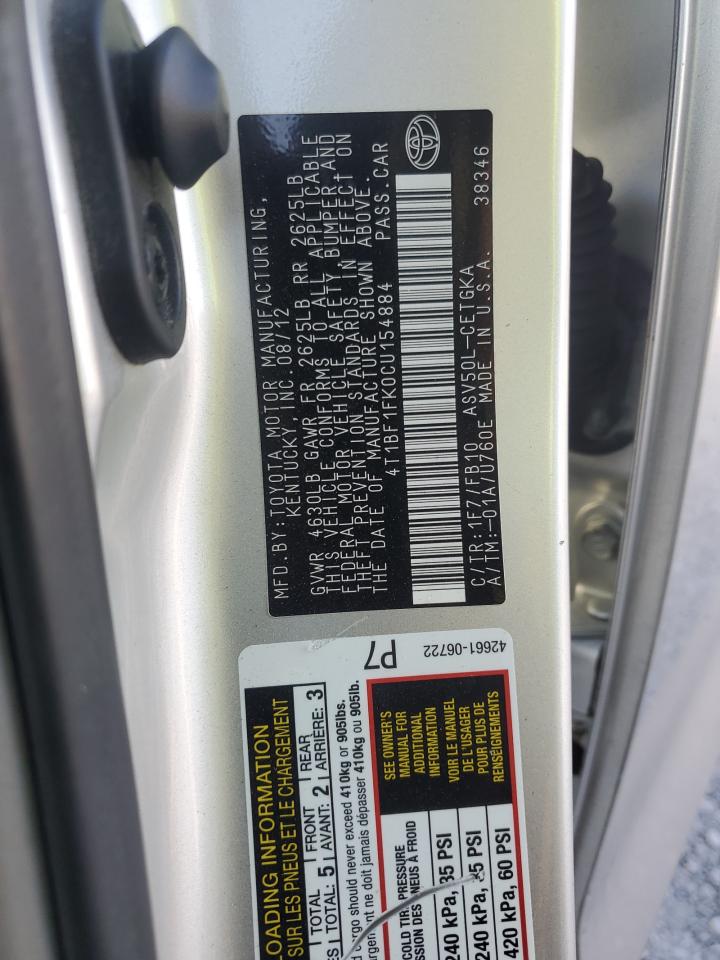 MFD.BY:TOYOTA MOTOR MANUFACTURING,
KENTUCKY, INC. 08/12
GVWR 4630LB GAWR FR 2625LB RR 2625LB
THIS VEHICLE CONFORMS TO ALL APPLICABLE
FEDERAL MOTOR VEHICLE SAFETY, BUMPER, AND
THEFT PREVENTION STANDARDS IN EFFECT ON
THE DATE OF MANUFACTURE SHOWN ABOVE.
4T1BF1FK0CU154884 PASS.CAR
C/TR:1F7/FB10 ASV50L-CETGKA
A/TM:-01A/U760E MADE IN U.S.A. 38346
LOADING INFORMATION
SUR LES PNEUS ET LE CHARGEMENT
TOTAL 5 FRONT 2 REAR 3
TOTAL: AVANT: ARRIÈRE:
cargo should never exceed 410kg or 905lbs.
ne doit jamais dépasser 410kg ou 905lb.
P7
42661-06722
COLD TIRE PRESSURE
DES PNEUS À FROID
240 kPa, 35 PSI
240 kPa, 35 PSI
420 kPa, 60 PSI
SEE OWNER'S
MANUAL FOR
ADDITIONAL
INFORMATION
VOIR LE MANUEL
DE L'USAGER
POUR PLUS DE
RENSEIGNEMENTS